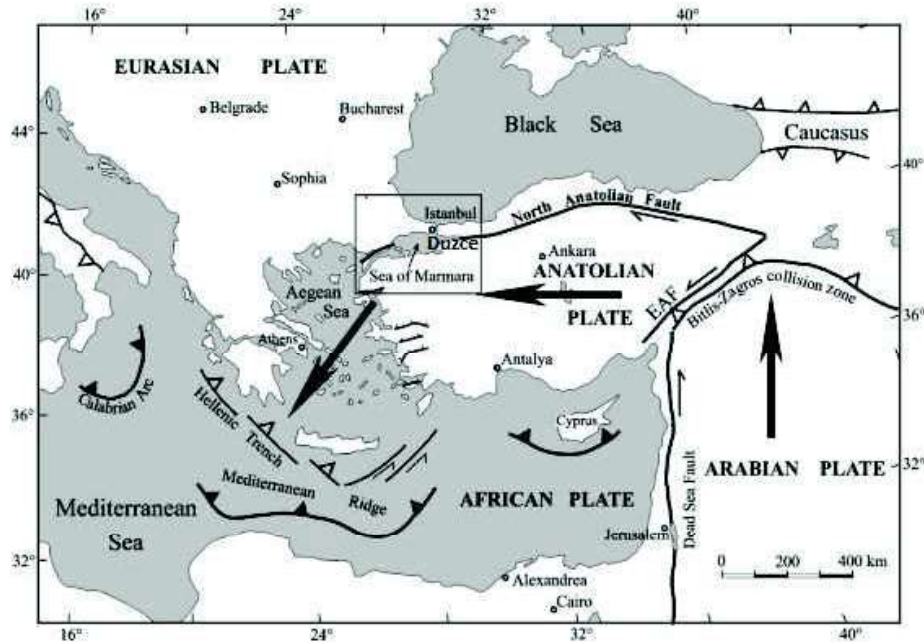 16°
24°
32°
40°
EURASIAN PLATE
Belgrade
Bucharest
Black Sea
Caucasus
44°
40°
Sophia
Istanbul
North Anatolian Fault
Duzce
Ankara
Sea of Marmara
ANATOLIAN
PLATE
40°
Aegean
Sea
EAF
Bitlis-Zagros collision zone
36°
Athens
Antalya
Calabrian Arc
Hellenic
Trench
Cyprus
36°
Mediterranean
Ridge
AFRICAN PLATE
ARABIAN PLATE
32°
Mediterranean
Sea
Jerusalem
Dead Sea Fault
0 200 400 km
32°
Alexandrea
Cairo
16°
24°
32°
40°